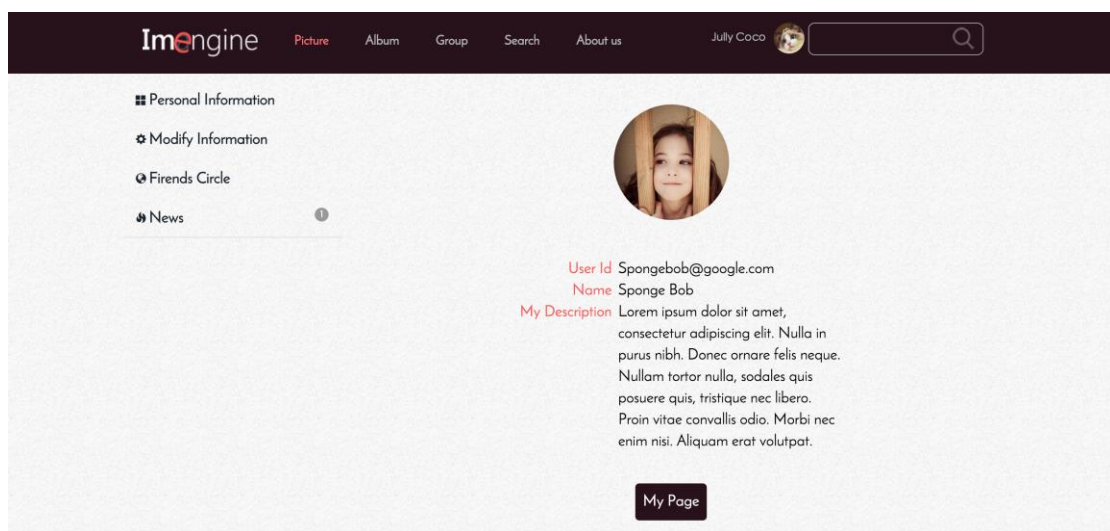 Imengine Picture Album Group Search About us Jully Coco
Personal Information
Modify Information
Firends Circle
News 1
User Id Spongebob@google.com
Name Sponge Bob
My Description Lorem ipsum dolor sit amet,
consectetur adipiscing elit. Nulla in
purus nibh. Donec ornare felis neque.
Nullam tortor nulla, sodales quis
posuere quis, tristique nec libero.
Proin vitae convallis odio. Morbi nec
enim nisi. Aliquam erat volutpat.
My Page